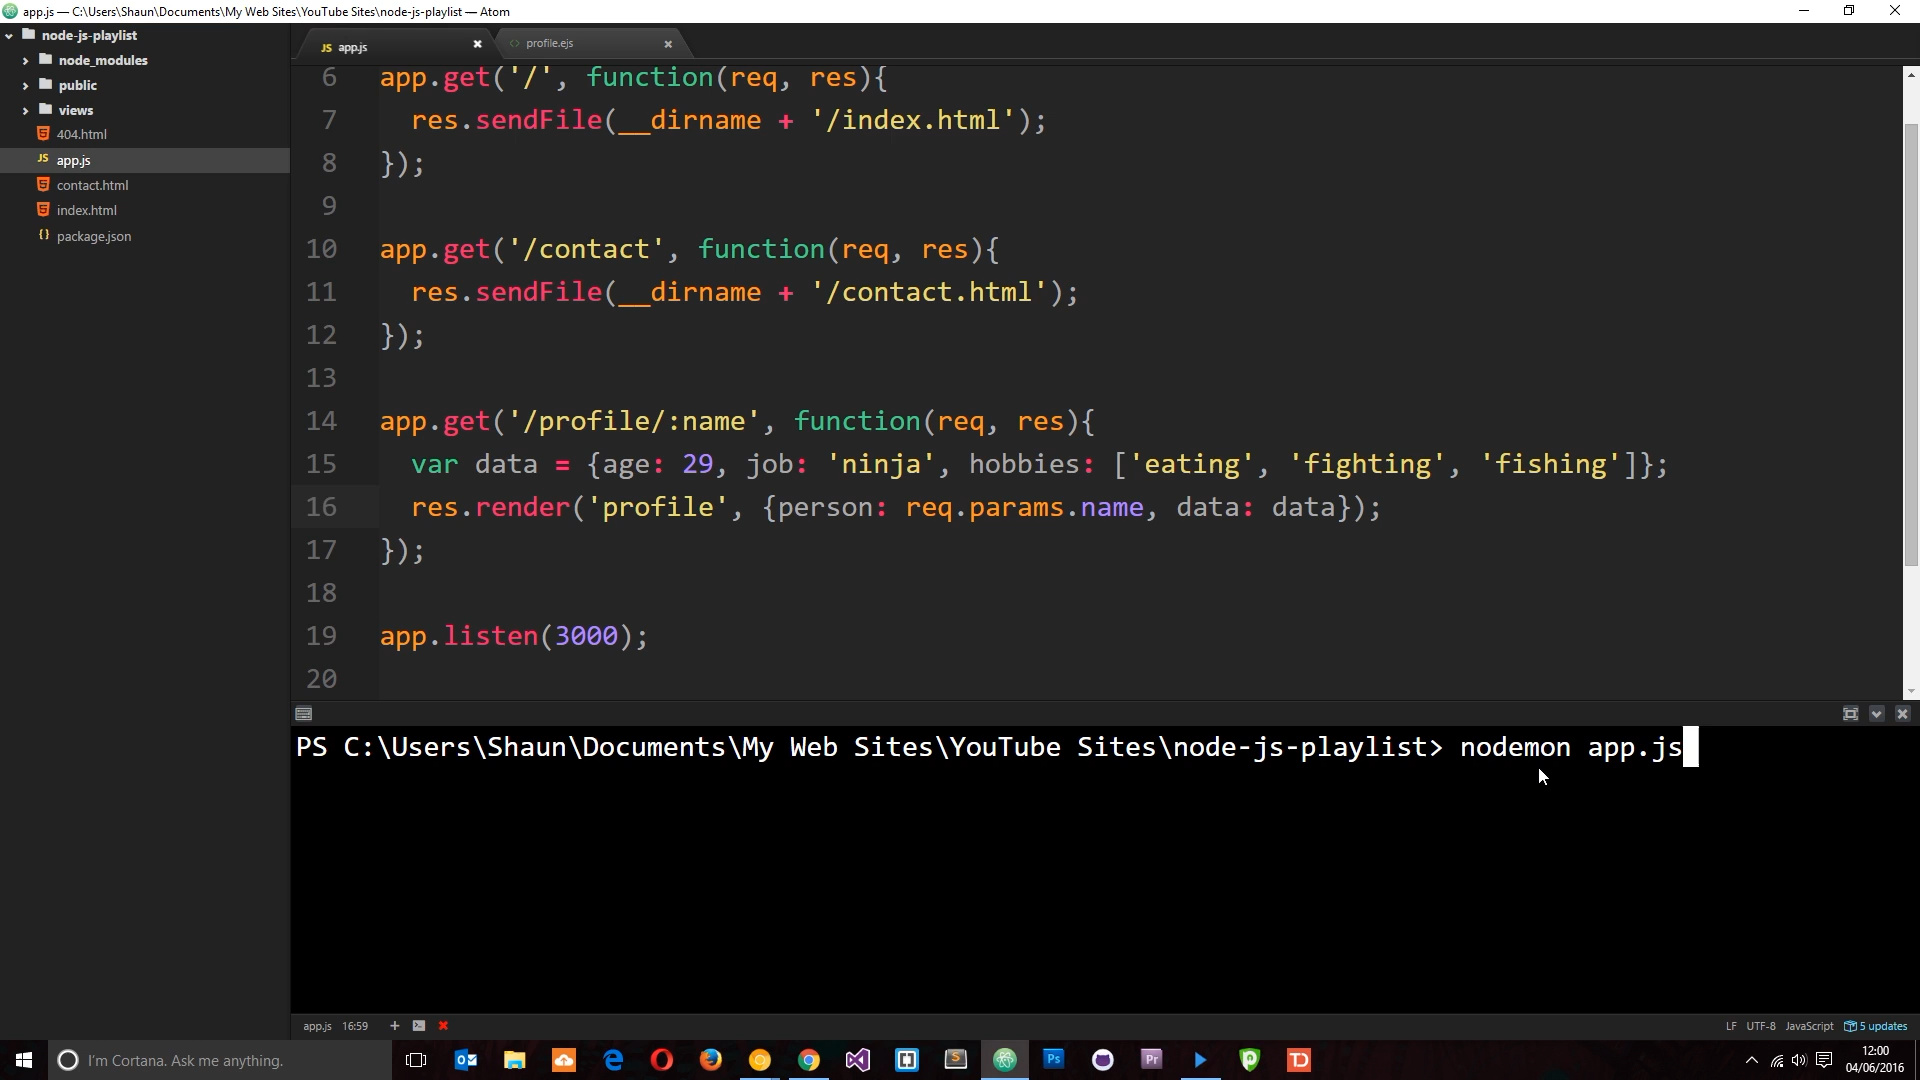 app.js — C:\Users\Shaun\Documents\My Web Sites\YouTube Sites\node-js-playlist — Atom
node-js-playlist
node_modules
public
views
404.html
JS app.js
contact.html
index.html
package.json
JS app.js
profile.ejs
6 app.get('/', function(req, res){
7 res.sendFile(__dirname + '/index.html');
8 });
9
10 app.get('/contact', function(req, res){
11 res.sendFile(__dirname + '/contact.html');
12 });
13
14 app.get('/profile/:name', function(req, res){
15 var data = {age: 29, job: 'ninja', hobbies: ['eating', 'fighting', 'fishing']};
16 res.render('profile', {person: req.params.name, data: data});
17 });
18
19 app.listen(3000);
20
PS C:\Users\Shaun\Documents\My Web Sites\YouTube Sites\node-js-playlist> nodemon app.js
app.js 16:59
LF UTF-8 JavaScript 5 updates
I'm Cortana. Ask me anything.
Ps
Pr
TD
12:00
04/06/2016